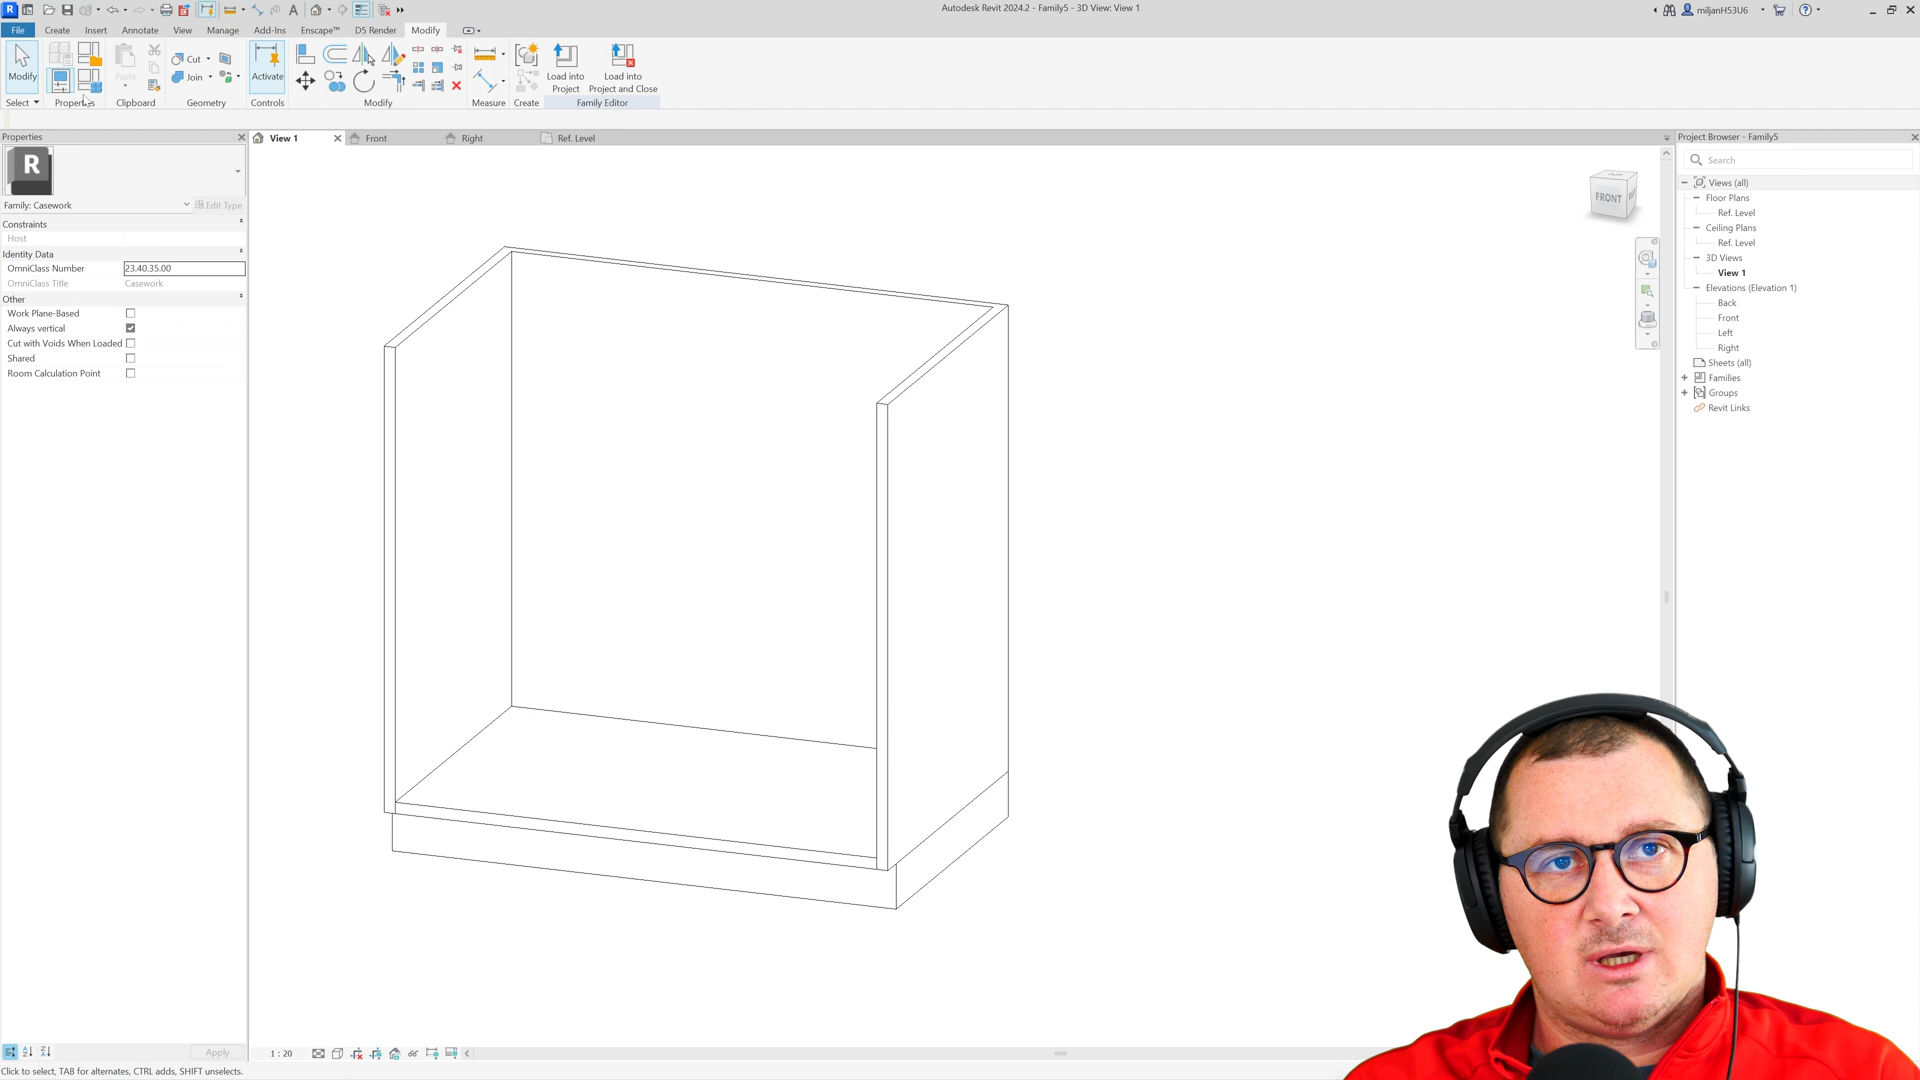 Autodesk Revit 2024.2 - Family5 - 3D View: View 1
miljanH53U6
File Create Insert Annotate View Manage Add-Ins Enscape™ D5 Render Modify
Modify
Paste
Cut
Join
Activate
Load into
Project
Load into
Project and Close
Select Properties Clipboard Geometry Controls Modify Measure Create Family Editor
Properties
View 1
Front
Right
Ref. Level
Project Browser - Family5
R
Search
Family: Casework
Edit Type
Constraints
Host
Identity Data
OmniClass Number 23.40.35.00
OmniClass Title Casework
Other
Work Plane-Based
Always vertical
Cut with Voids When Loaded
Shared
Room Calculation Point
FRONT
Views (all)
Floor Plans
Ref. Level
Ceiling Plans
Ref. Level
3D Views
View 1
Elevations (Elevation 1)
Back
Front
Left
Right
Sheets (all)
Families
Groups
Revit Links
Apply
1 : 20
Click to select, TAB for alternates, CTRL adds, SHIFT unselects.